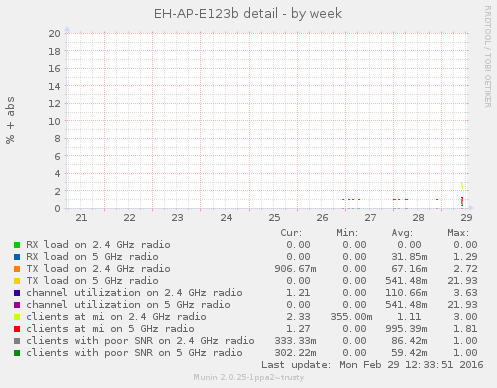 EH-AP-E123b detail - by week
RRDTOOL / TOBI OETIKER
% + abs
20
18
16
14
12
10
8
6
4
2
0
21 22 23 24 25 26 27 28 29
Cur: Min: Avg: Max:
RX load on 2.4 GHz radio 0.00 0.00 0.00 0.00
RX load on 5 GHz radio 0.00 0.00 31.85m 1.29
TX load on 2.4 GHz radio 906.67m 0.00 67.16m 2.72
TX load on 5 GHz radio 0.00 0.00 541.48m 21.93
channel utilization on 2.4 GHz radio 1.21 0.00 110.66m 3.63
channel utilization on 5 GHz radio 0.00 0.00 541.48m 21.93
clients at mi on 2.4 GHz radio 2.33 355.00m 1.11 3.00
clients at mi on 5 GHz radio 1.27 0.00 995.39m 1.81
clients with poor SNR on 2.4 GHz radio 333.33m 0.00 86.42m 1.00
clients with poor SNR on 5 GHz radio 302.22m 0.00 59.42m 1.00
Last update: Mon Feb 29 12:33:51 2016
Munin 2.0.25-1ppa2~trusty